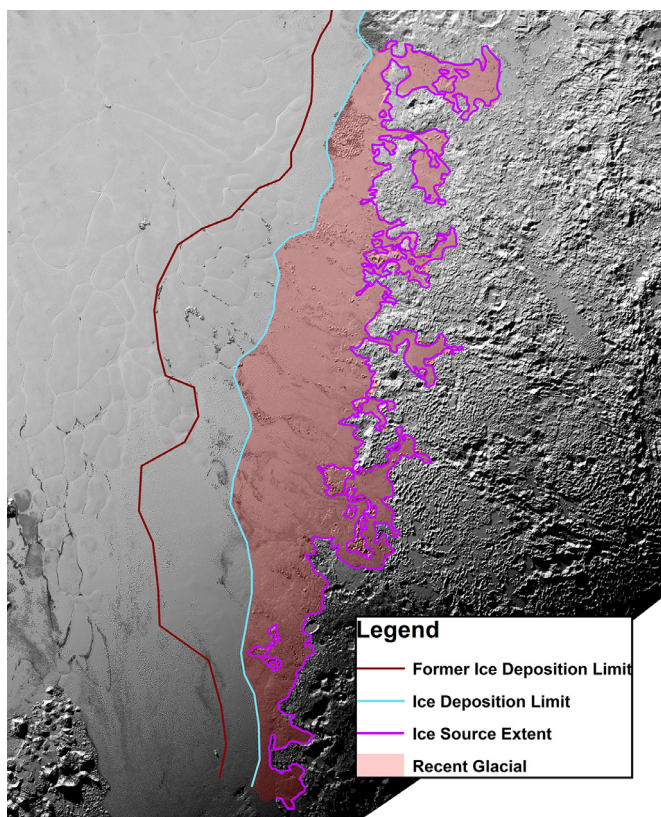 Legend
Former Ice Deposition Limit
Ice Deposition Limit
Ice Source Extent
Recent Glacial